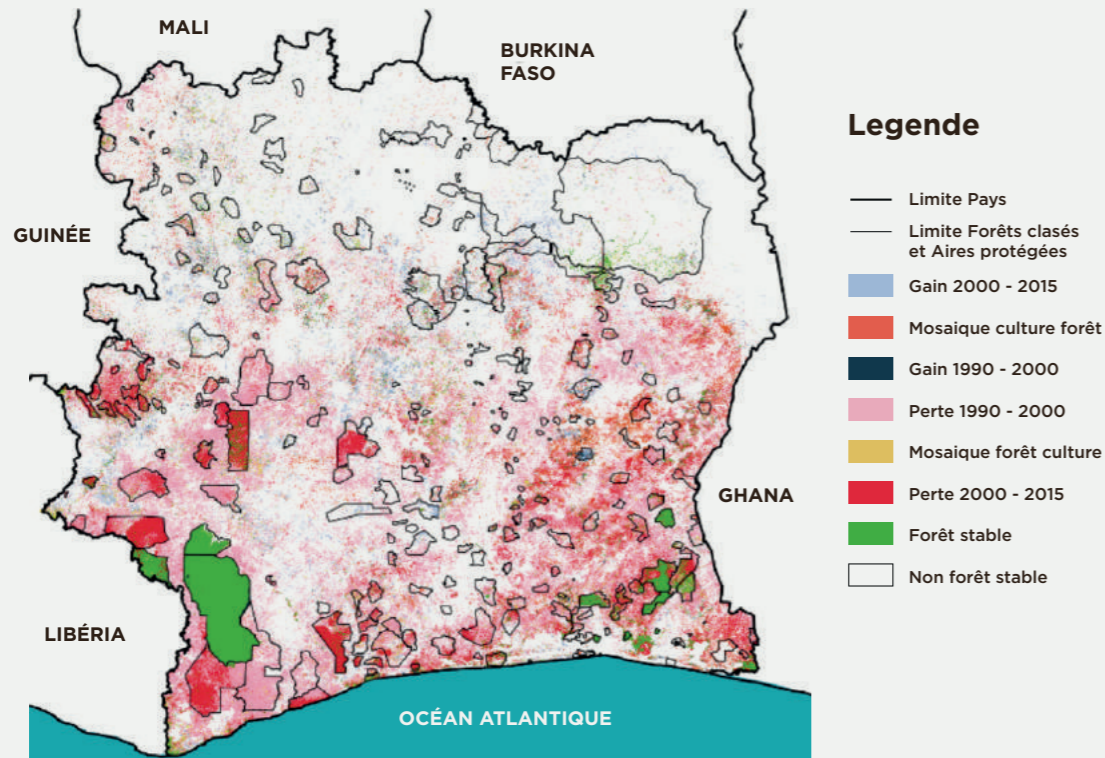 MALI
BURKINA
FASO
GUINÉE
GHANA
LIBÉRIA
OCÉAN ATLANTIQUE
Legende
Limite Pays
Limite Forêts clasés
et Aires protégées
Gain 2000 - 2015
Mosaique culture forêt
Gain 1990 - 2000
Perte 1990 - 2000
Mosaique forêt culture
Perte 2000 - 2015
Forêt stable
Non forêt stable